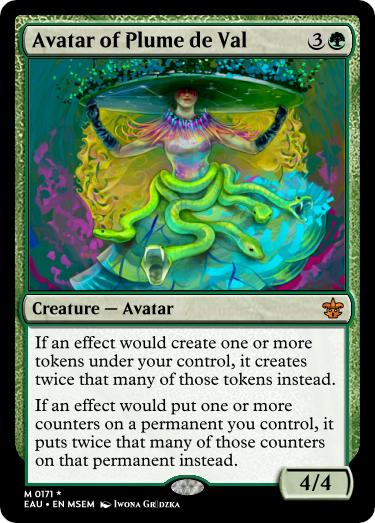 Avatar of Plume de Val 3
Creature — Avatar
If an effect would create one or more
tokens under your control, it creates
twice that many of those tokens instead.
If an effect would put one or more
counters on a permanent you control, it
puts twice that many of those counters
on that permanent instead.
4/4
M 0171 *
EAU • EN MSEM Iwona Grądzka